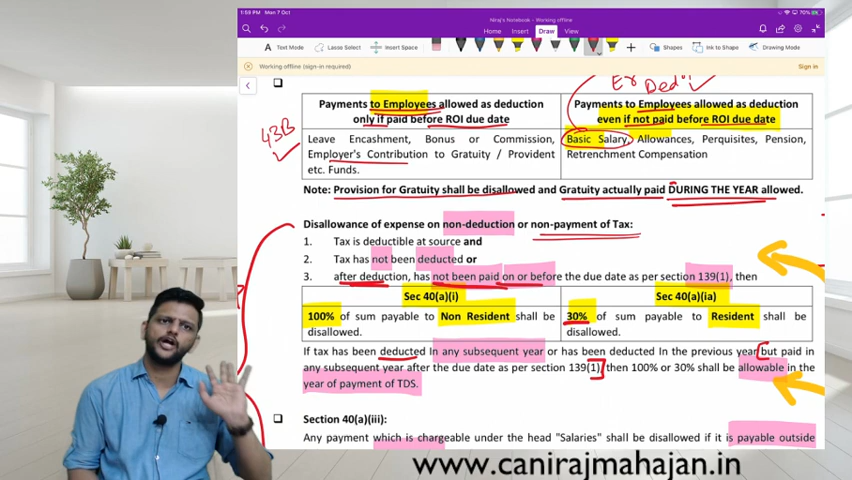 1:59 PM Mon 7 Oct
70%
Niraj's Notebook - Working offline
Home Insert Draw View
Text Mode Lasso Select Insert Space Shapes Ink to Shape Drawing Mode
Working offline (sign-in required) Sign in
Ex Dedn
43B
Payments to Employees allowed as deduction only if paid before ROI due date
Payments to Employees allowed as deduction even if not paid before ROI due date
Leave Encashment, Bonus or Commission,
Employer's Contribution to Gratuity / Provident
etc. Funds.
Basic Salary, Allowances, Perquisites, Pension,
Retrenchment Compensation
Note: Provision for Gratuity shall be disallowed and Gratuity actually paid DURING THE YEAR allowed.
Disallowance of expense on non-deduction or non-payment of Tax:
1. Tax is deductible at source and
2. Tax has not been deducted or
3. after deduction, has not been paid on or before the due date as per section 139(1), then
Sec 40(a)(i)
100% of sum payable to Non Resident shall be
disallowed.
Sec 40(a)(ia)
30% of sum payable to Resident shall be
disallowed.
If tax has been deducted In any subsequent year or has been deducted In the previous year but paid in
any subsequent year after the due date as per section 139(1), then 100% or 30% shall be allowable in the
year of payment of TDS.
Section 40(a)(iii):
Any payment which is chargeable under the head "Salaries" shall be disallowed if it is payable outside
www.canirajmahajan.in